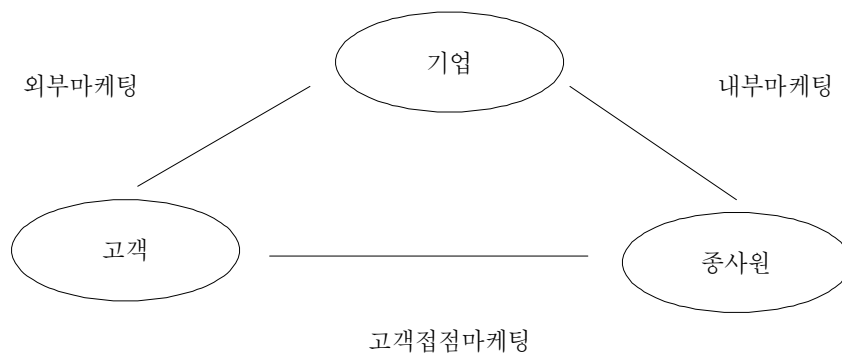 기업
외부마케팅
내부마케팅
고객
종사원
고객접점마케팅